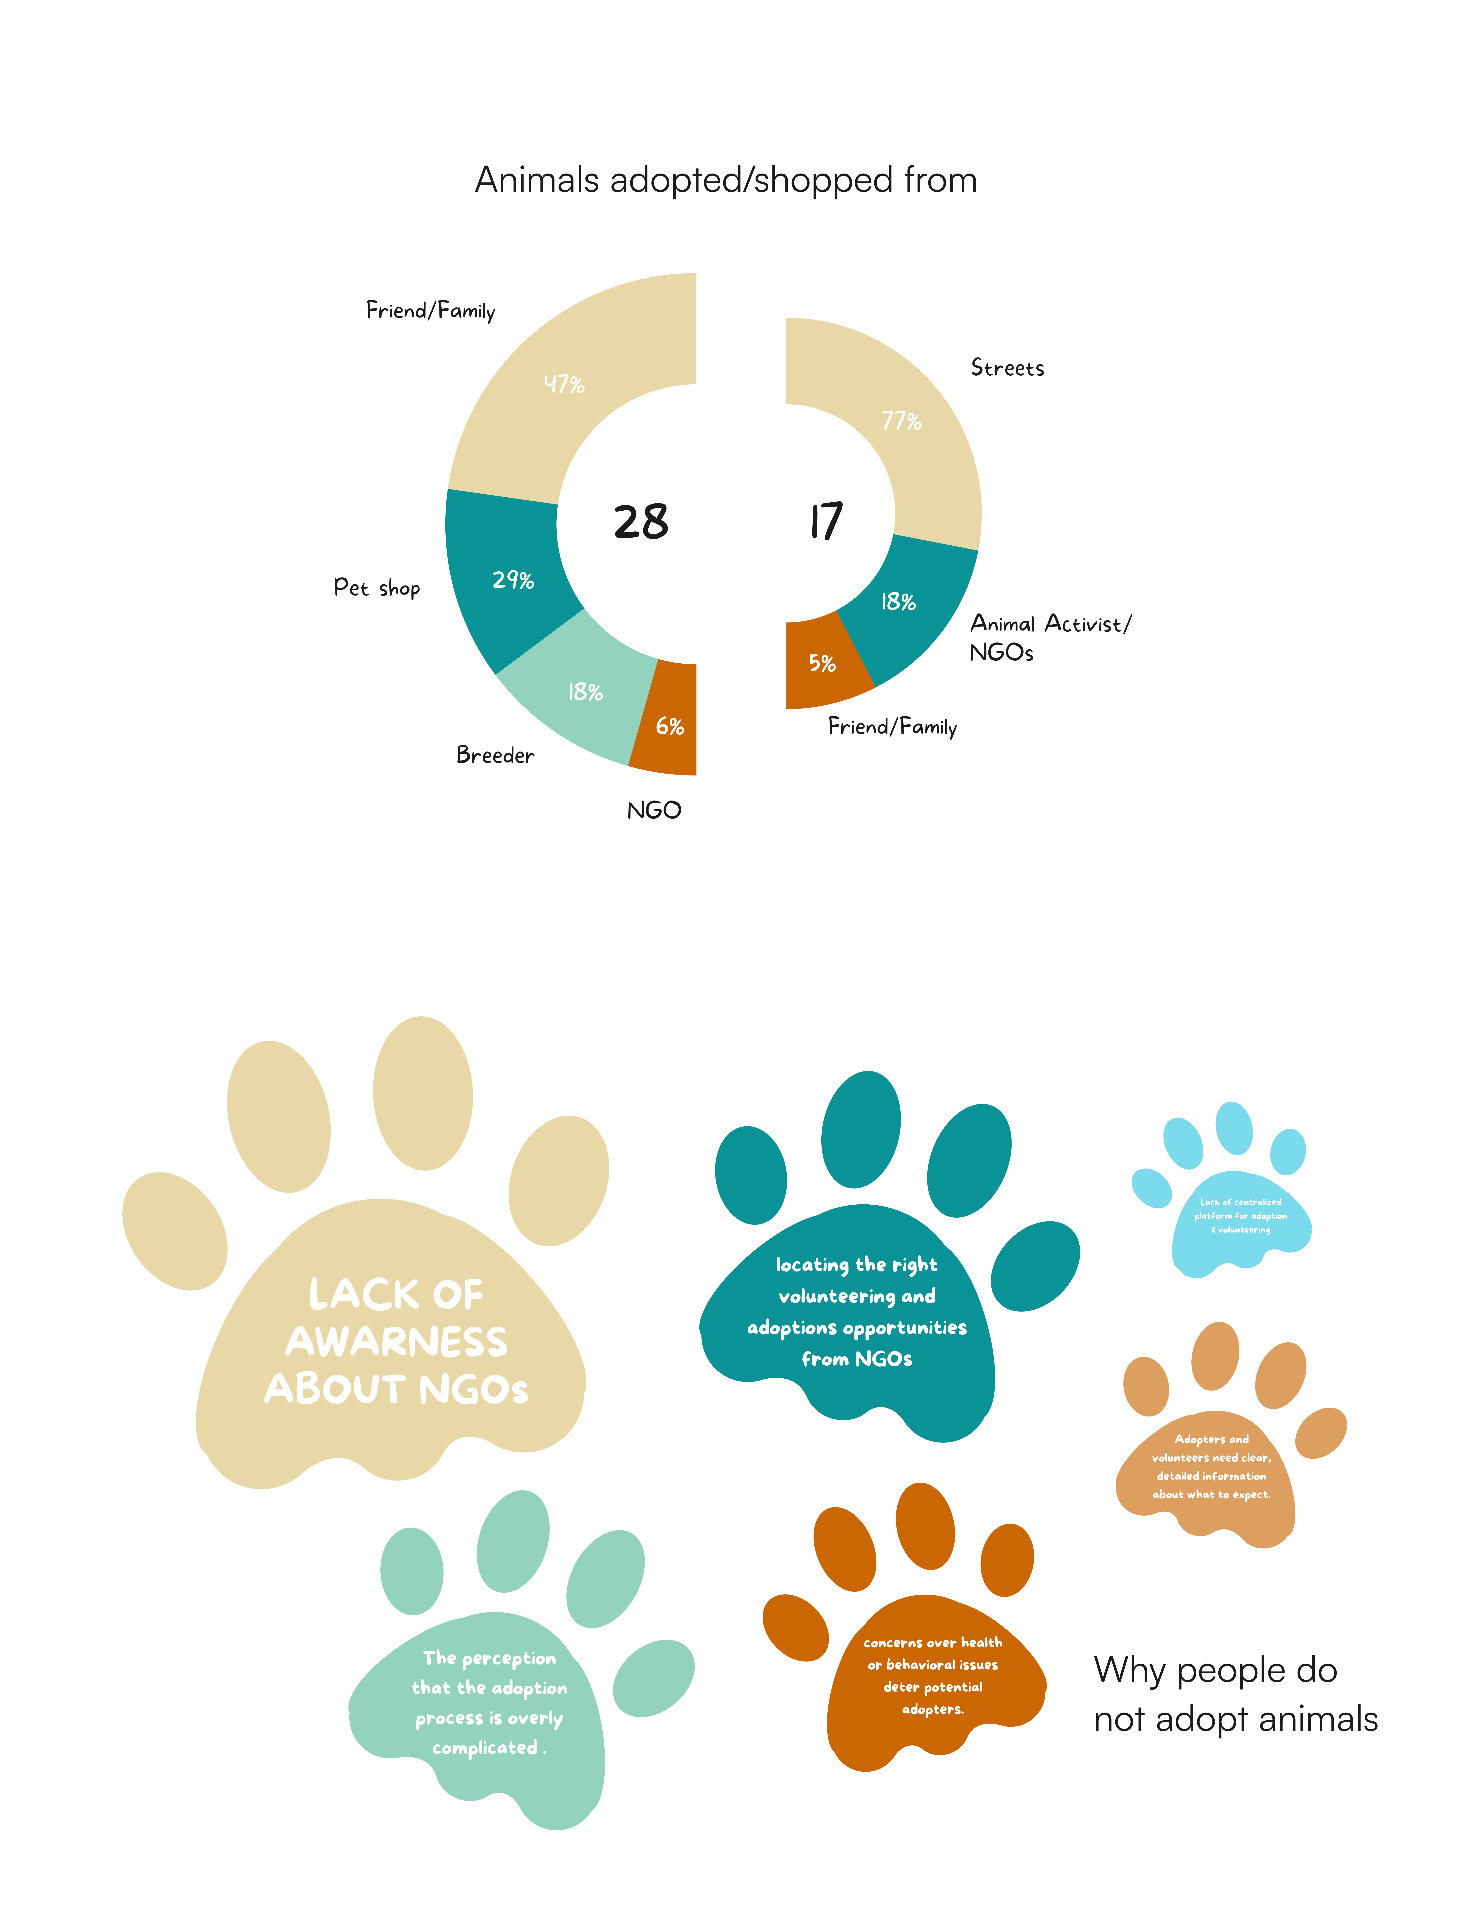 Animals adopted/shopped from
Friend/Family
47%
Pet shop
29%
28
18%
Breeder
6%
NGO
Streets
77%
17
18%
Animal Activist/
NGOs
5%
Friend/Family
LACK OF
AWARNESS
ABOUT NGOs
locating the right
volunteering and
adoptions opportunities
from NGOs
Lack of centralized
platform for adoption
& volunteering
Adopters and
volunteers need clear,
detailed information
about what to expect.
The perception
that the adoption
process is overly
complicated .
concerns over health
or behavioral issues
deter potential
adopters.
Why people do
not adopt animals